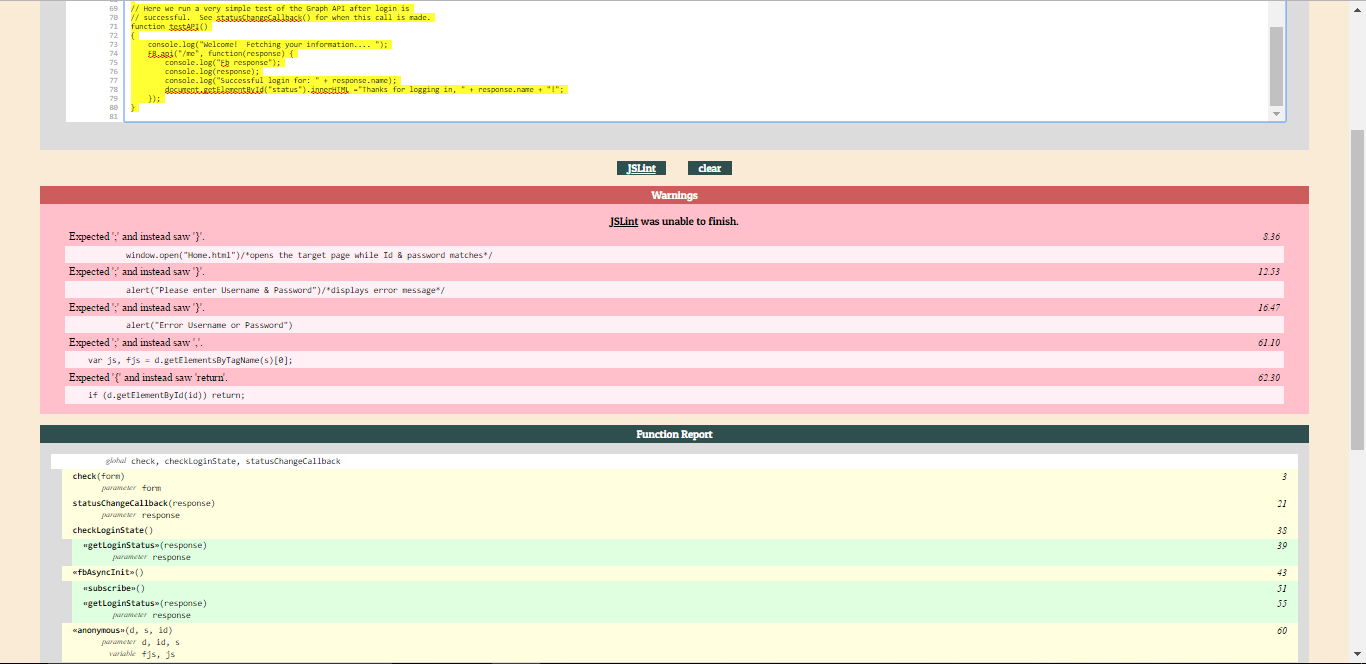 69 // Here we run a very simple test of the Graph API after login is
70 // successful.  See statusChangeCallback() for when this call is made.
71 function testAPI()
72 {
73     console.log("Welcome!  Fetching your information.... ");
74     FB.api("/me", function(response) {
75         console.log("Fb response");
76         console.log(response);
77         console.log("Successful login for: " + response.name);
78         document.getElementById("status").innerHTML ="Thanks for logging in, " + response.name + "!";
79     });
80 }
81
JSLint clear
Warnings
JSLint was unable to finish.
Expected ';' and instead saw '}'. 8.36
window.open("Home.html")/*opens the target page while Id & password matches*/
Expected ';' and instead saw '}'. 12.53
alert("Please enter Username & Password")/*displays error message*/
Expected ';' and instead saw '}'. 16.47
alert("Error Username or Password")
Expected ';' and instead saw ','. 61.10
var js, fjs = d.getElementsByTagName(s)[0];
Expected '{' and instead saw 'return'. 62.30
if (d.getElementById(id)) return;
Function Report
global check, checkLoginState, statusChangeCallback
check(form) 3
parameter form
statusChangeCallback(response) 21
parameter response
checkLoginState() 38
«getLoginStatus»(response) 39
parameter response
«fbAsyncInit»() 43
«subscribe»() 51
«getLoginStatus»(response) 55
parameter response
«anonymous»(d, s, id) 60
parameter d, id, s
variable fjs, js